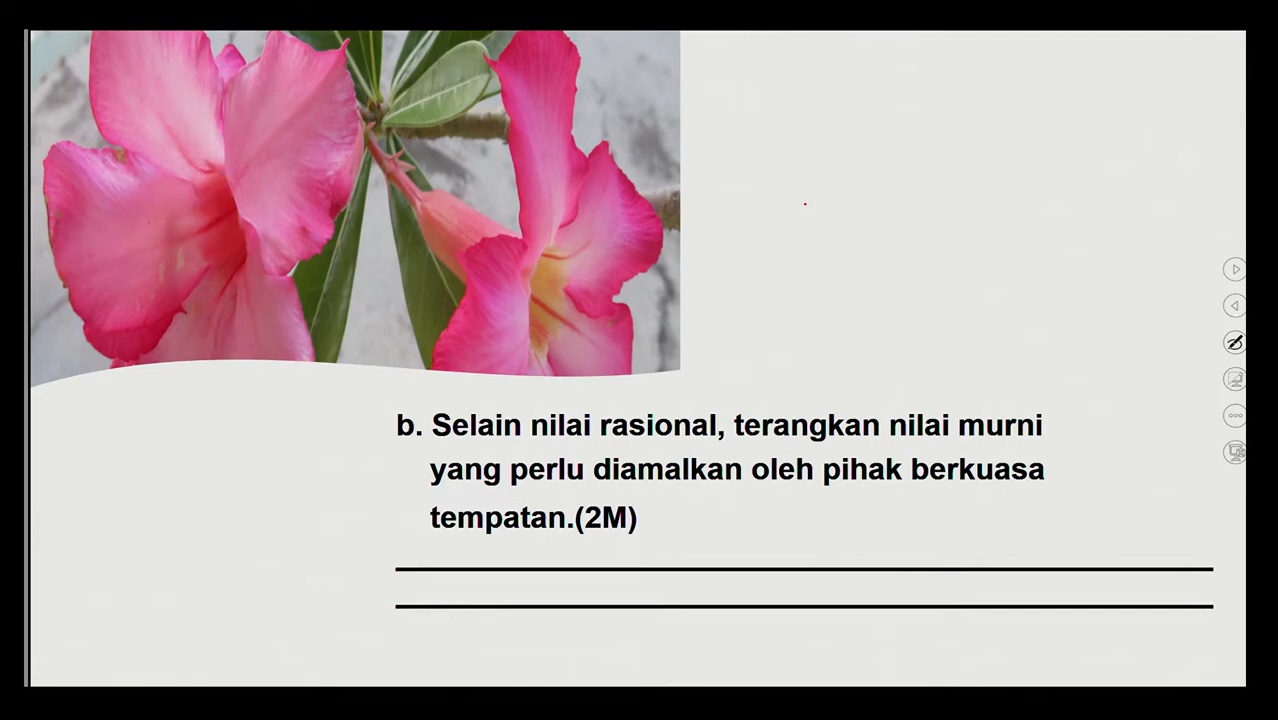 b. Selain nilai rasional, terangkan nilai murni
yang perlu diamalkan oleh pihak berkuasa
tempatan.(2M)